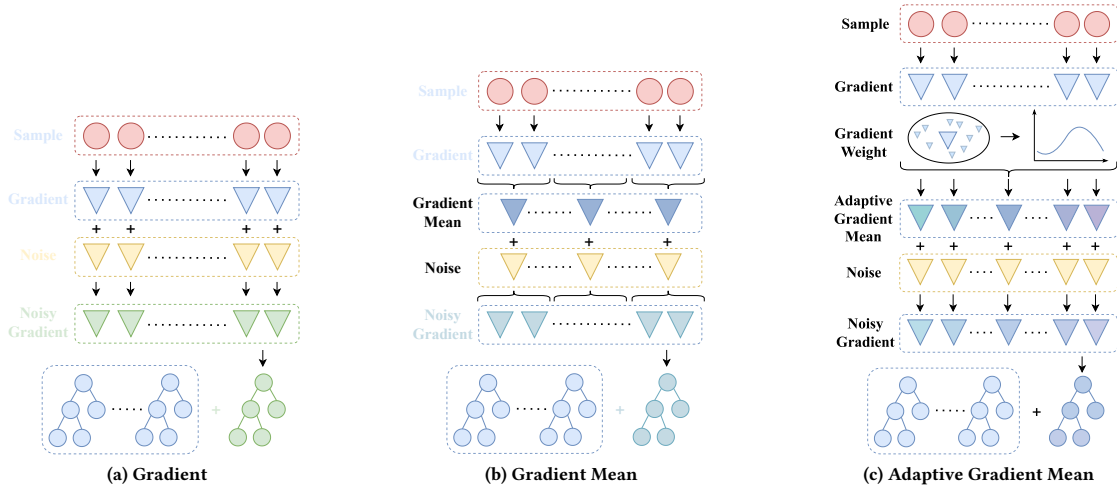 Sample
Gradient
Noise
Noisy
Gradient
+ + + +
+
(a) Gradient
Sample
Gradient
Gradient
Mean
+ + +
Noise
Noisy
Gradient
+
(b) Gradient Mean
Sample
Gradient
Gradient
Weight
Adaptive
Gradient
Mean
+ + + + +
Noise
Noisy
Gradient
+
(c) Adaptive Gradient Mean